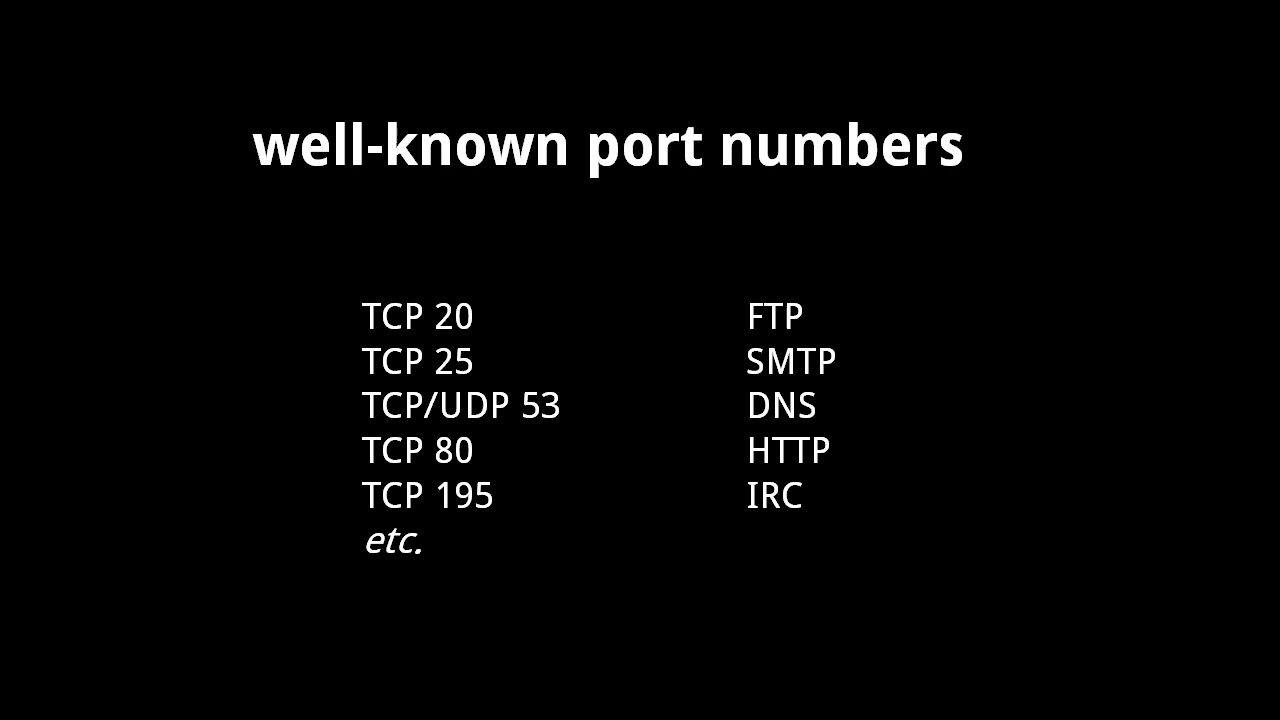 well-known port numbers
TCP 20 FTP
TCP 25 SMTP
TCP/UDP 53 DNS
TCP 80 HTTP
TCP 195 IRC
etc.